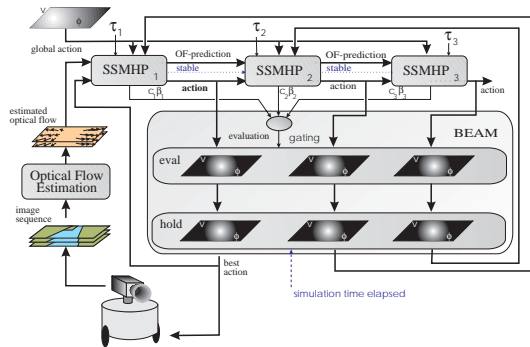 V
ϕ
global action
τ1
τ2
τ3
SSMHP 1
OF-prediction
stable
action
SSMHP 2
OF-prediction
stable
action
SSMHP 3
action
C1β1
C2β2
C3β3
estimated
optical flow
evaluation
gating
BEAM
eval
V
ϕ
V
ϕ
V
ϕ
Optical Flow
Estimation
image
sequence
hold
V
ϕ
V
ϕ
V
ϕ
best
action
simulation time elapsed